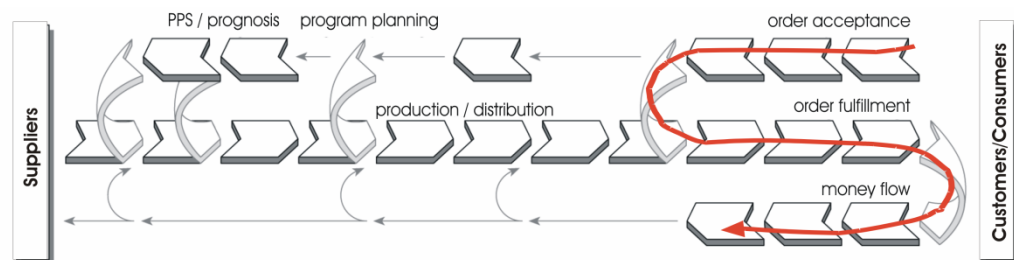 PPS / prognosis
program planning
order acceptance
production / distribution
order fulfillment
money flow
Suppliers
Customers/Consumers